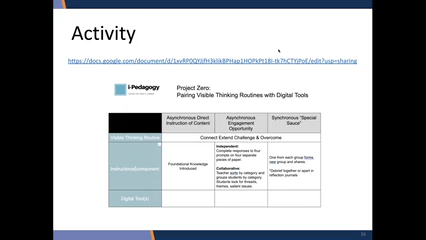 Activity
i-Pedagogy
Project Zero:
Pairing Visible Thinking Routines with Digital Tools
Asynchronous Direct
Instruction of Content
Asynchronous
Engagement
Opportunity
Synchronous "Special
Sauce"
Visible Thinking Routine
Connect Extend Challenge & Overcome
Instructional component
Foundational Knowledge
Introduced
Independent:
Complete responses to four
prompts on four separate
pieces of paper.
Collaborative:
Teacher sorts by category and
groups students by category.
Students look for threads,
themes, salient issues.
One from each group forms
new group and shares.
*Debrief together or apart in
reflection journals
Digital Tool(s)